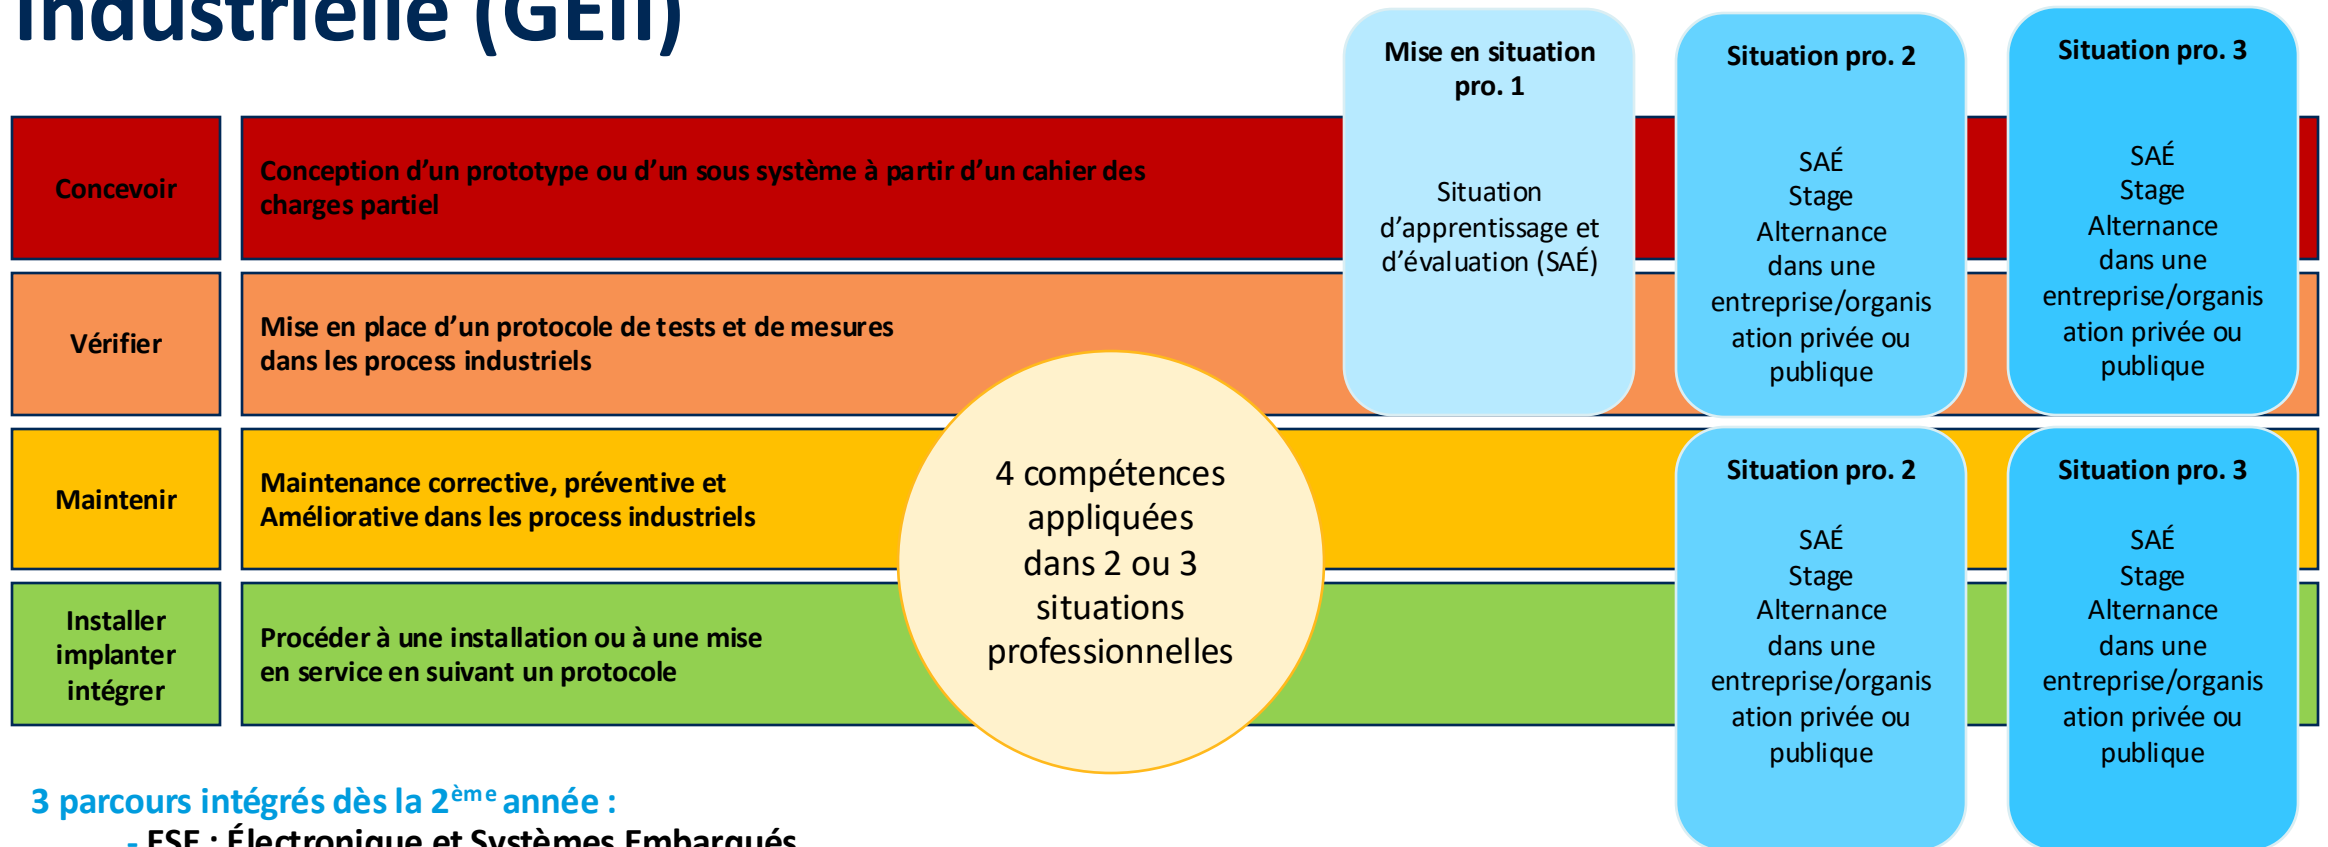 Industrielle (GEII)
Mise en situation
pro. 1
Situation
d’apprentissage et
d’évaluation (SAÉ)
Situation pro. 2
SAÉ
Stage
Alternance
dans une
entreprise/organis
ation privée ou
publique
Situation pro. 3
SAÉ
Stage
Alternance
dans une
entreprise/organis
ation privée ou
publique
Concevoir
Conception d’un prototype ou d’un sous système à partir d’un cahier des
charges partiel
Vérifier
Mise en place d’un protocole de tests et de mesures
dans les process industriels
Maintenir
Maintenance corrective, préventive et
Améliorative dans les process industriels
Installer
implanter
intégrer
Procéder à une installation ou à une mise
en service en suivant un protocole
4 compétences
appliquées
dans 2 ou 3
situations
professionnelles
Situation pro. 2
SAÉ
Stage
Alternance
dans une
entreprise/organis
ation privée ou
publique
Situation pro. 3
SAÉ
Stage
Alternance
dans une
entreprise/organis
ation privée ou
publique
3 parcours intégrés dès la 2ème année :
- ESE : Électronique et Systèmes Embarqués